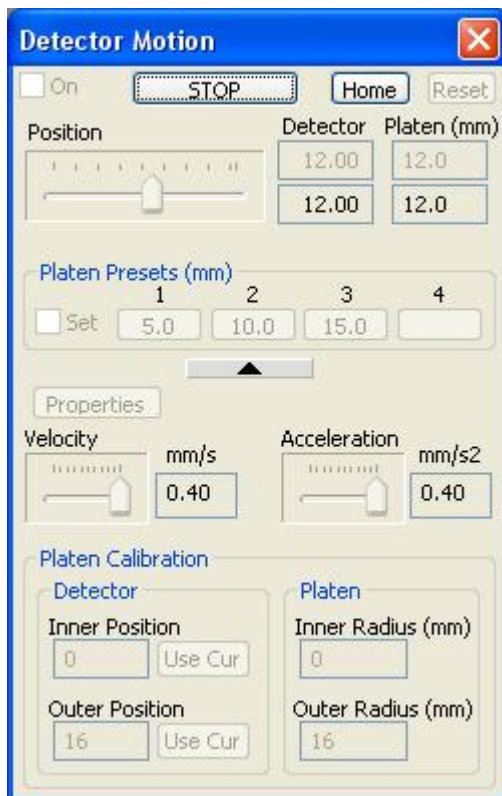 Detector Motion
On STOP Home Reset
Position Detector Platen (mm)
12.00 12.0
12.00 12.0
Platen Presets (mm)
1 2 3 4
Set 5.0 10.0 15.0
Properties
Velocity mm/s Acceleration mm/s2
0.40 0.40
Platen Calibration
Detector Platen
Inner Position Inner Radius (mm)
0 Use Cur 0
Outer Position Outer Radius (mm)
16 Use Cur 16